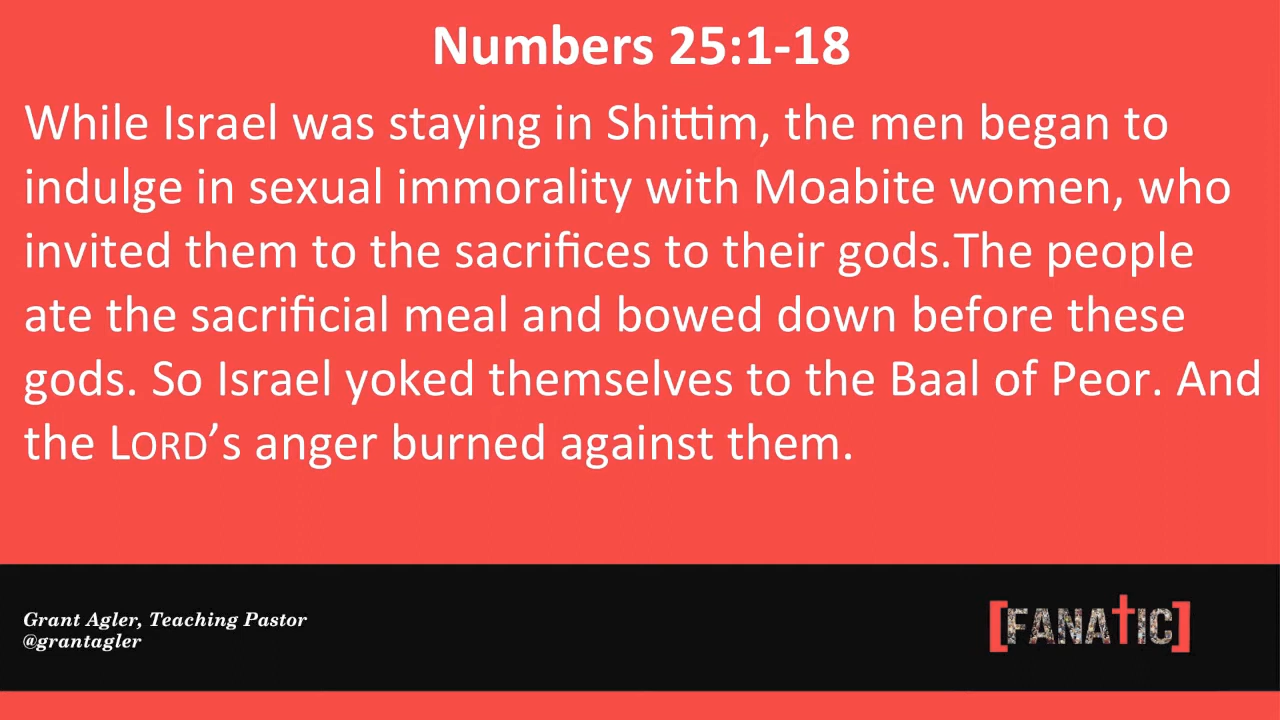 Numbers 25:1-18
While Israel was staying in Shittim, the men began to
indulge in sexual immorality with Moabite women, who
invited them to the sacrifices to their gods.The people
ate the sacrificial meal and bowed down before these
gods. So Israel yoked themselves to the Baal of Peor. And
the LORD’s anger burned against them.
Grant Agler, Teaching Pastor
@grantagler
[FANATIC]